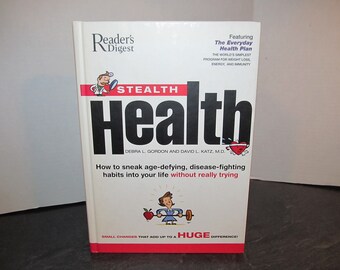 Reader's
Digest
Featuring
The Everyday
Health Plan
THE WORLD'S SIMPLEST
PROGRAM FOR WEIGHT LOSS,
ENERGY, AND IMMUNITY
STEALTH
Health
DEBRA L. GORDON AND DAVID L. KATZ, M.D.
How to sneak age-defying, disease-fighting
habits into your life without really trying
SMALL CHANGES THAT ADD UP TO A HUGE DIFFERENCE!